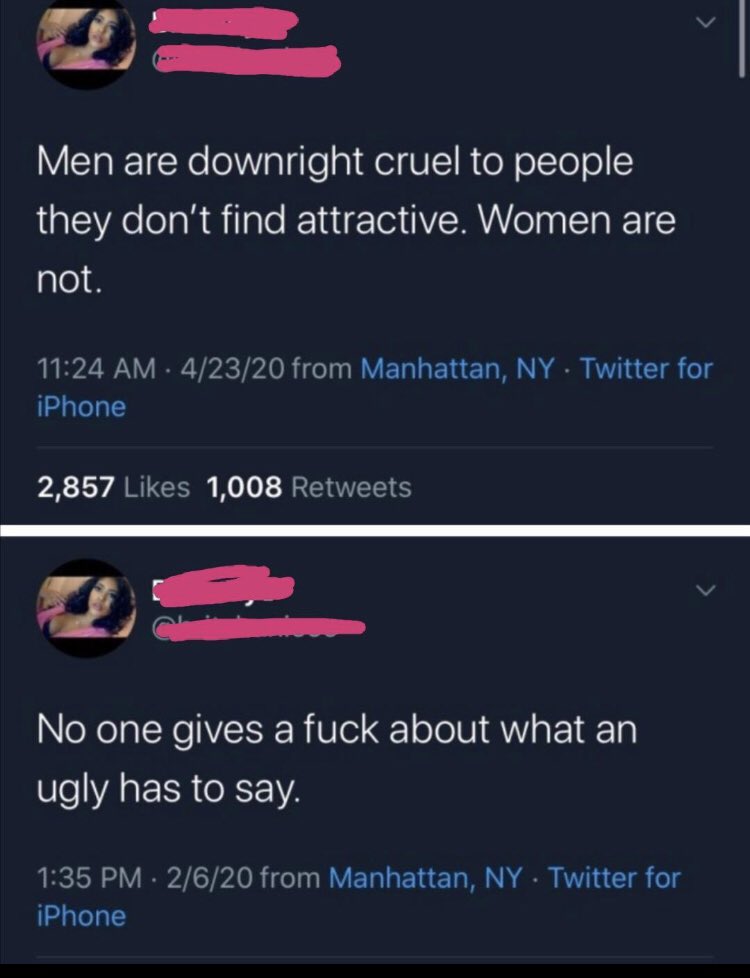 Men are downright cruel to people
they don't find attractive. Women are
not.
11:24 AM · 4/23/20 from Manhattan, NY · Twitter for
iPhone
2,857 Likes 1,008 Retweets
No one gives a fuck about what an
ugly has to say.
1:35 PM · 2/6/20 from Manhattan, NY · Twitter for
iPhone